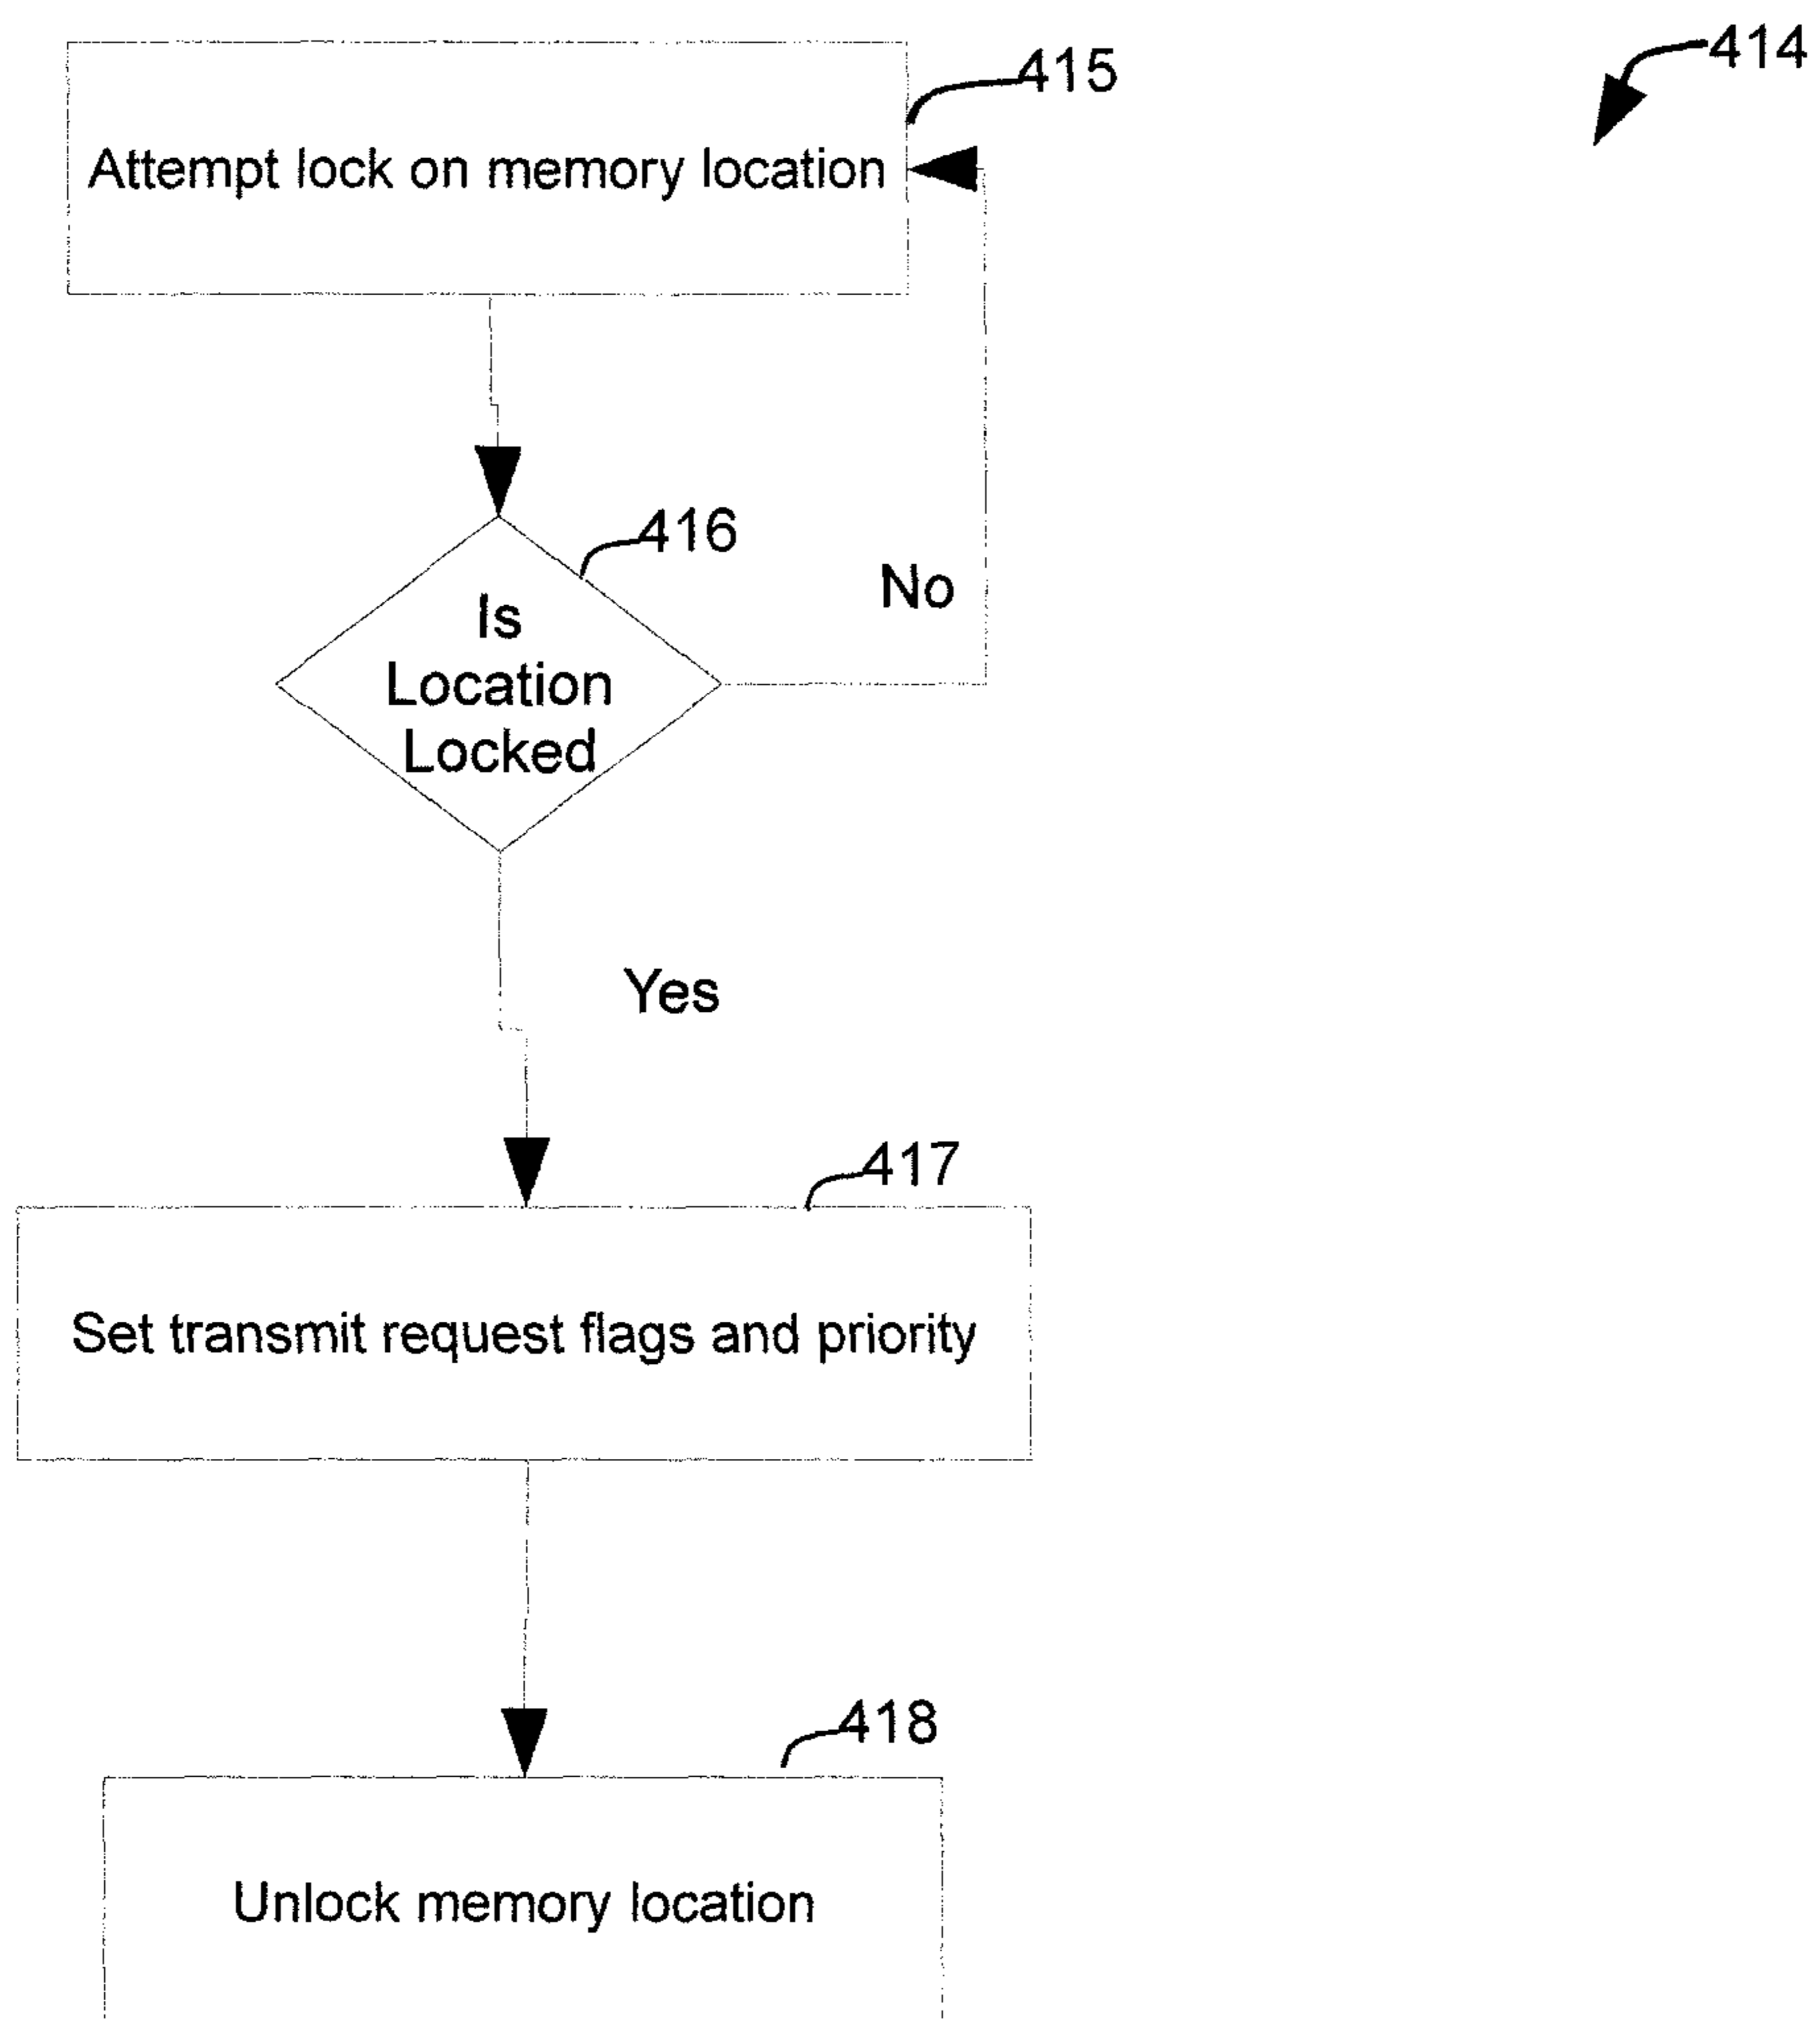 414
415
Attempt lock on memory location
416
Is
Location
Locked
No
Yes
417
Set transmit request flags and priority
418
Unlock memory location